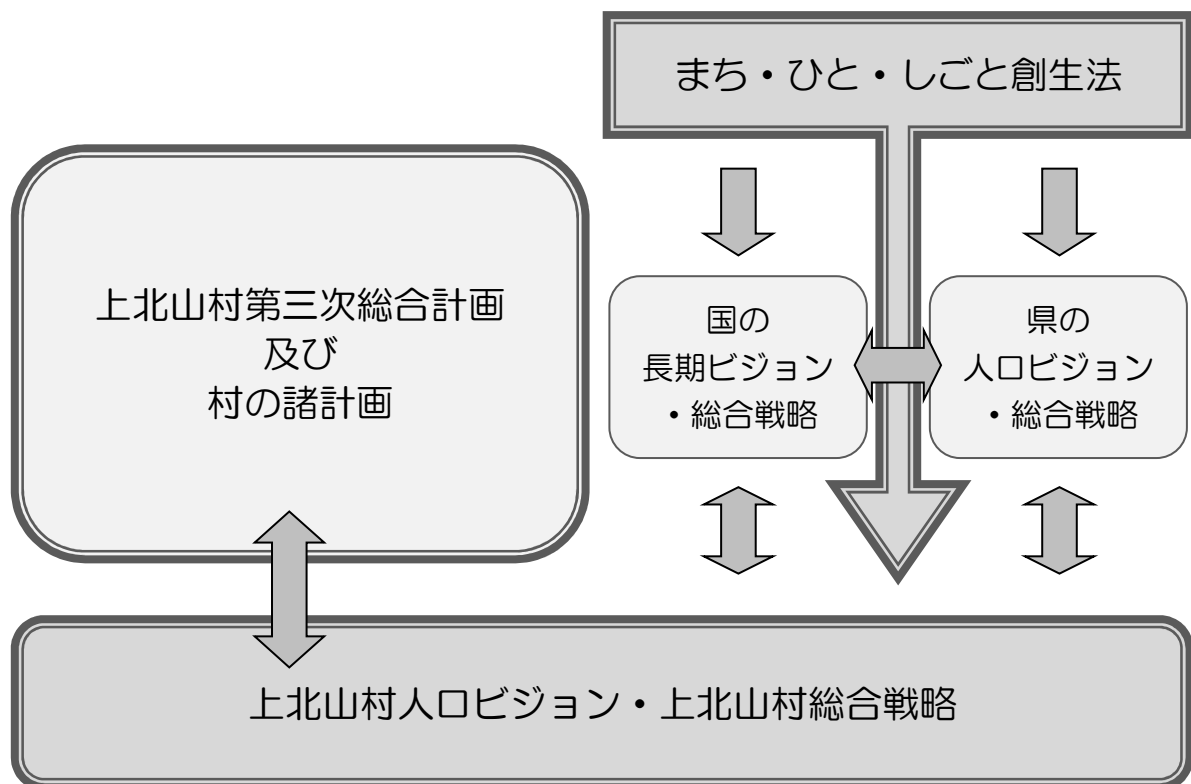 まち・ひと・しごと創生法
上北山村第三次総合計画
及び
村の諸計画
国の
長期ビジョン
・総合戦略
県の
人口ビジョン
・総合戦略
上北山村人口ビジョン・上北山村総合戦略